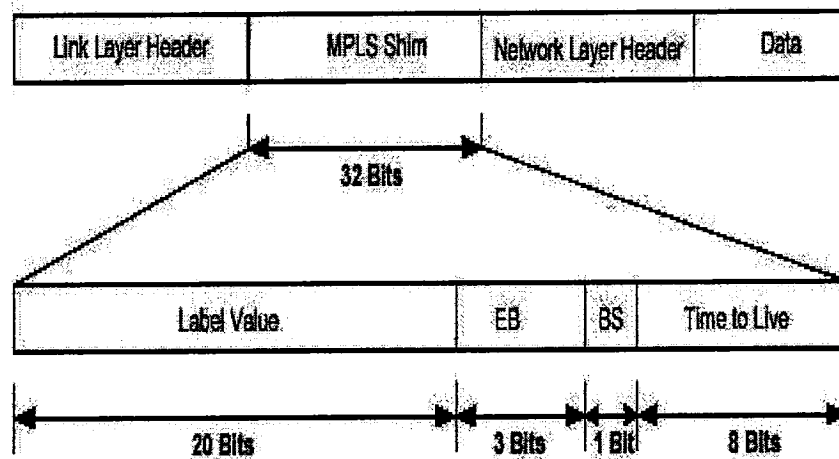 Link Layer Header MPLS Shim Network Layer Header Data
32 Bits
Label Value EB BS Time to Live
20 Bits 3 Bits 1 Bit 8 Bits